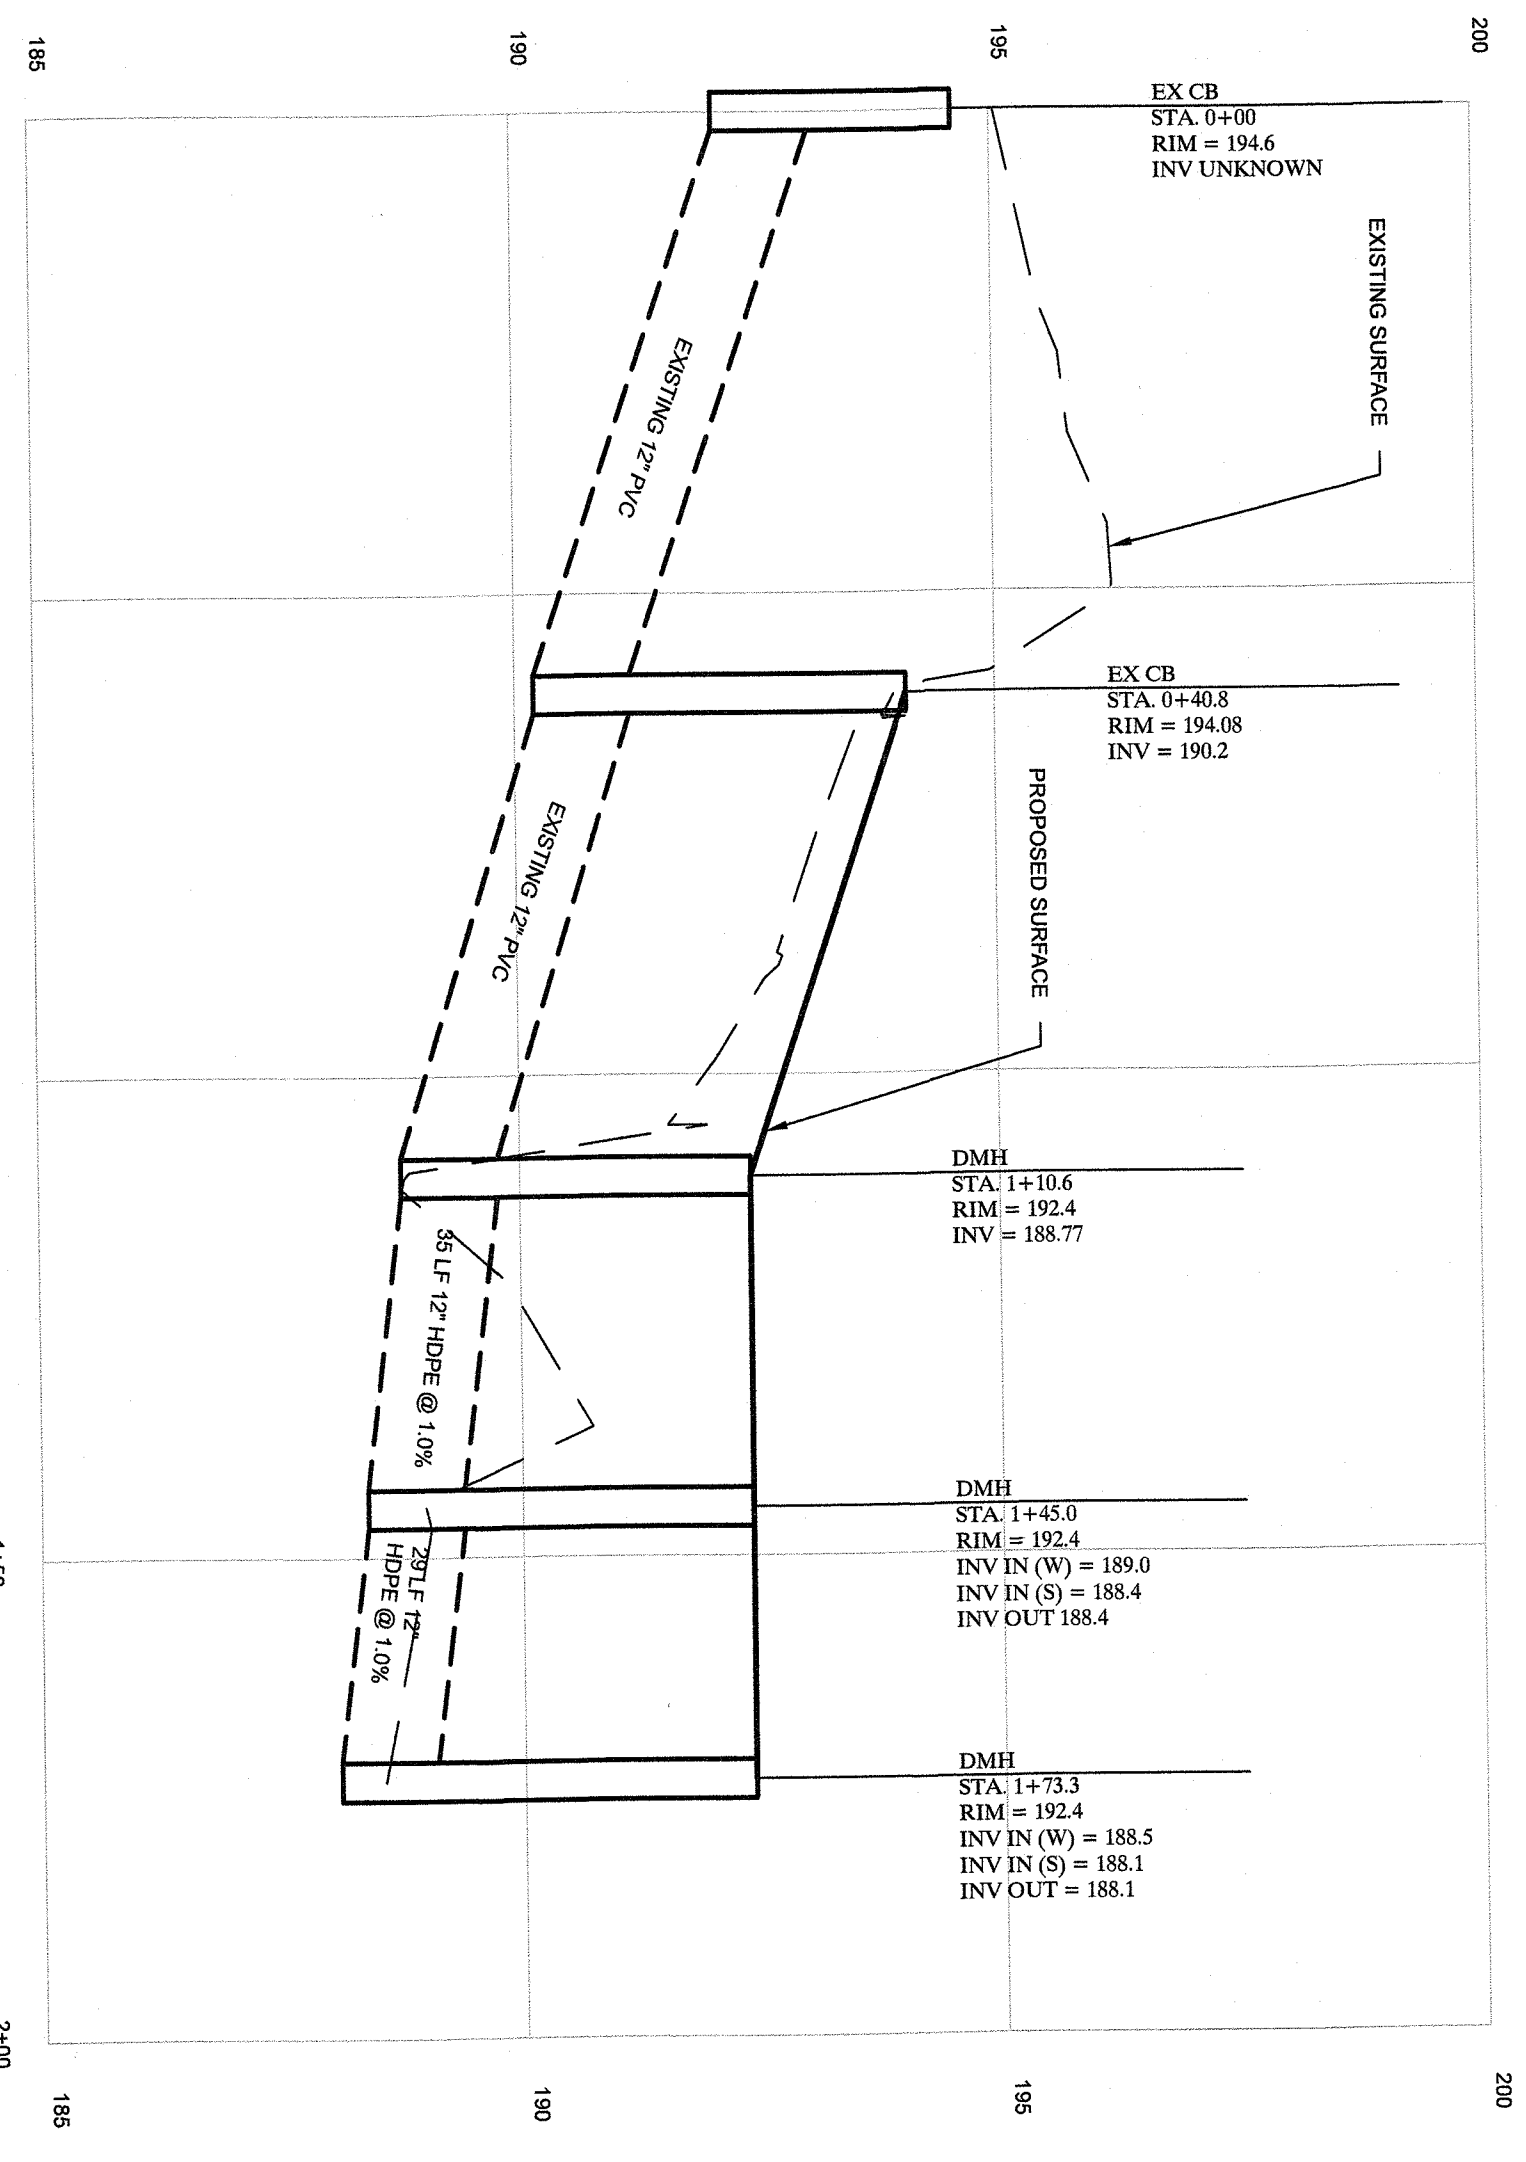 185
190
195
200
EX CB
STA. 0+00
RIM = 194.6
INV UNKNOWN
EXISTING SURFACE
EXISTING 12" PVC
EX CB
STA. 0+40.8
RIM = 194.08
INV = 190.2
PROPOSED SURFACE
EXISTING 12" PVC
DMH
STA. 1+10.6
RIM = 192.4
INV = 188.77
35 LF 12" HDPE @ 1.0%
DMH
STA. 1+45.0
RIM = 192.4
INV IN (W) = 189.0
INV IN (S) = 188.4
INV OUT 188.4
29 LF 12"
HDPE @ 1.0%
DMH
STA. 1+73.3
RIM = 192.4
INV IN (W) = 188.5
INV IN (S) = 188.1
INV OUT = 188.1
2+00
185
190
195
200